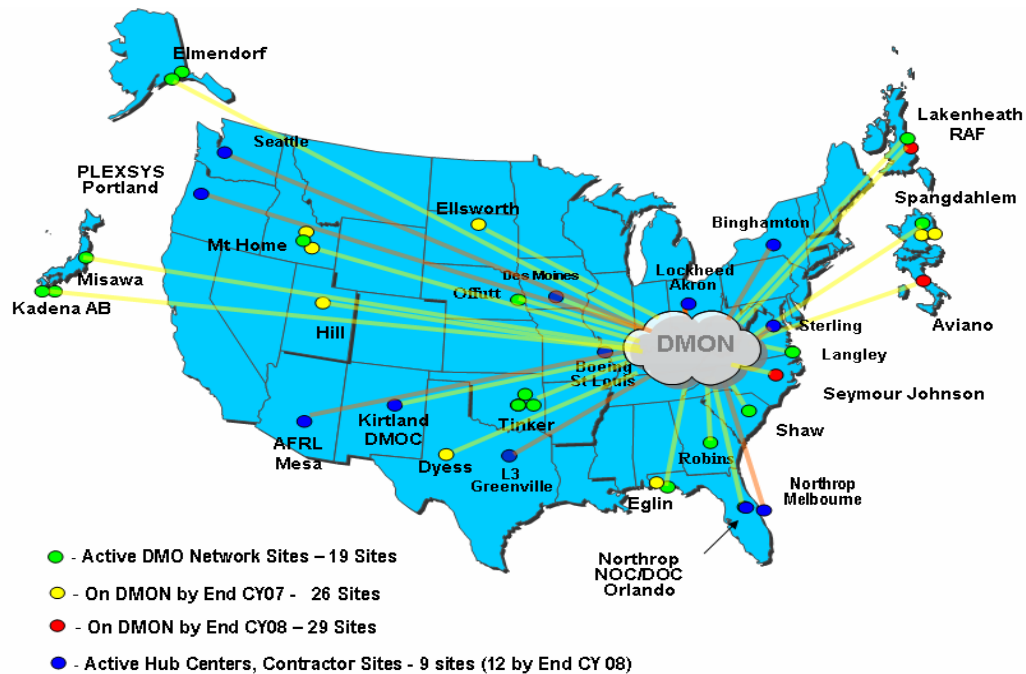 Elmendorf
Seattle
Lakenheath
RAF
PLEXSYS
Portland
Spangdahlem
Ellsworth
Binghamton
Mt Home
Lockheed
Akron
Des Moines
Misawa
Offutt
Kadena AB
Hill
Sterling
Aviano
DMON
Langley
Boeing
St Louis
Seymour Johnson
Kirtland
DMOC
Tinker
Shaw
AFRL
Mesa
Dyess
Robins
L3
Greenville
Northrop
Melbourne
Eglin
Northrop
NOC/DOC
Orlando
- Active DMO Network Sites – 19 Sites
- On DMON by End CY07 - 26 Sites
- On DMON by End CY08 – 29 Sites
- Active Hub Centers, Contractor Sites - 9 sites (12 by End CY 08)